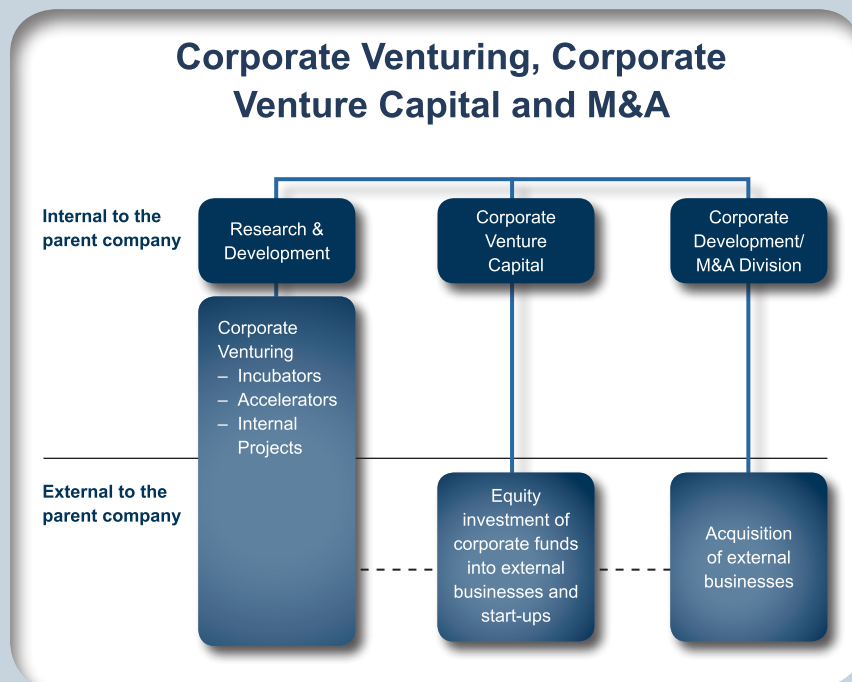 Corporate Venturing, Corporate
Venture Capital and M&A
Internal to the
parent company
Research &
Development
Corporate
Venture
Capital
Corporate
Development/
M&A Division
Corporate
Venturing
– Incubators
– Accelerators
– Internal
Projects
External to the
parent company
Equity
investment of
corporate funds
into external
businesses and
start-ups
Acquisition
of external
businesses